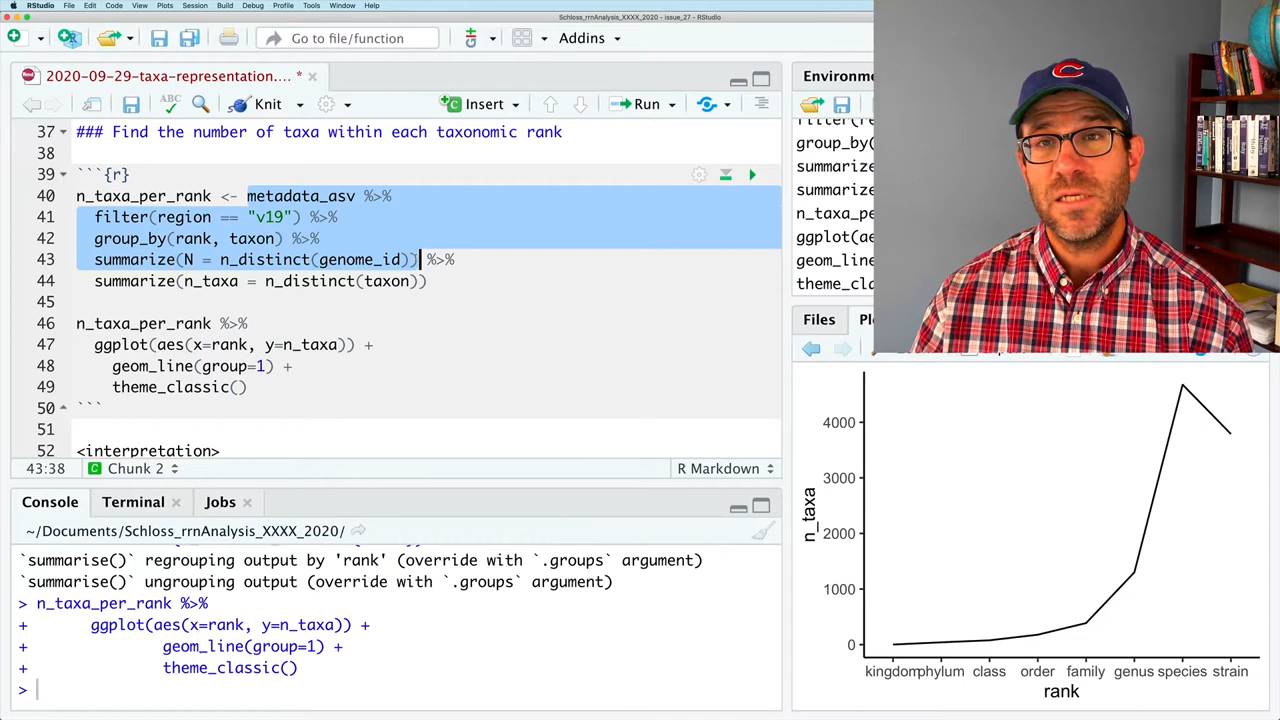 RStudio File Edit Code View Plots Session Build Debug Profile Tools Window Help
Schloss_rrnAnalysis_XXXX_2020 - issue_27 - RStudio
Go to file/function
Addins
2020-09-29-taxa-representation.... *
ABC
Knit
Insert
Run
37 ### Find the number of taxa within each taxonomic rank
38
39 ```{r}
40 n_taxa_per_rank <- metadata_asv %>%
41 filter(region == "v19") %>%
42 group_by(rank, taxon) %>%
43 summarize(N = n_distinct(genome_id)) %>%
44 summarize(n_taxa = n_distinct(taxon))
45
46 n_taxa_per_rank %>%
47 ggplot(aes(x=rank, y=n_taxa)) +
48 geom_line(group=1) +
49 theme_classic()
50 ```
51
52 <interpretation>
43:38 Chunk 2 R Markdown
Console Terminal Jobs
~/Documents/Schloss_rrnAnalysis_XXXX_2020/
`summarise()` regrouping output by 'rank' (override with `.groups` argument)
`summarise()` ungrouping output (override with `.groups` argument)
> n_taxa_per_rank %>%
+ ggplot(aes(x=rank, y=n_taxa)) +
+ geom_line(group=1) +
+ theme_classic()
>
Environm
group_by(
summarize
summarize
n_taxa_per
ggplot(ae
geom_line
theme_clas
Files
n_taxa
4000
3000
2000
1000
0
kingdom phylum class order family genus species strain
rank